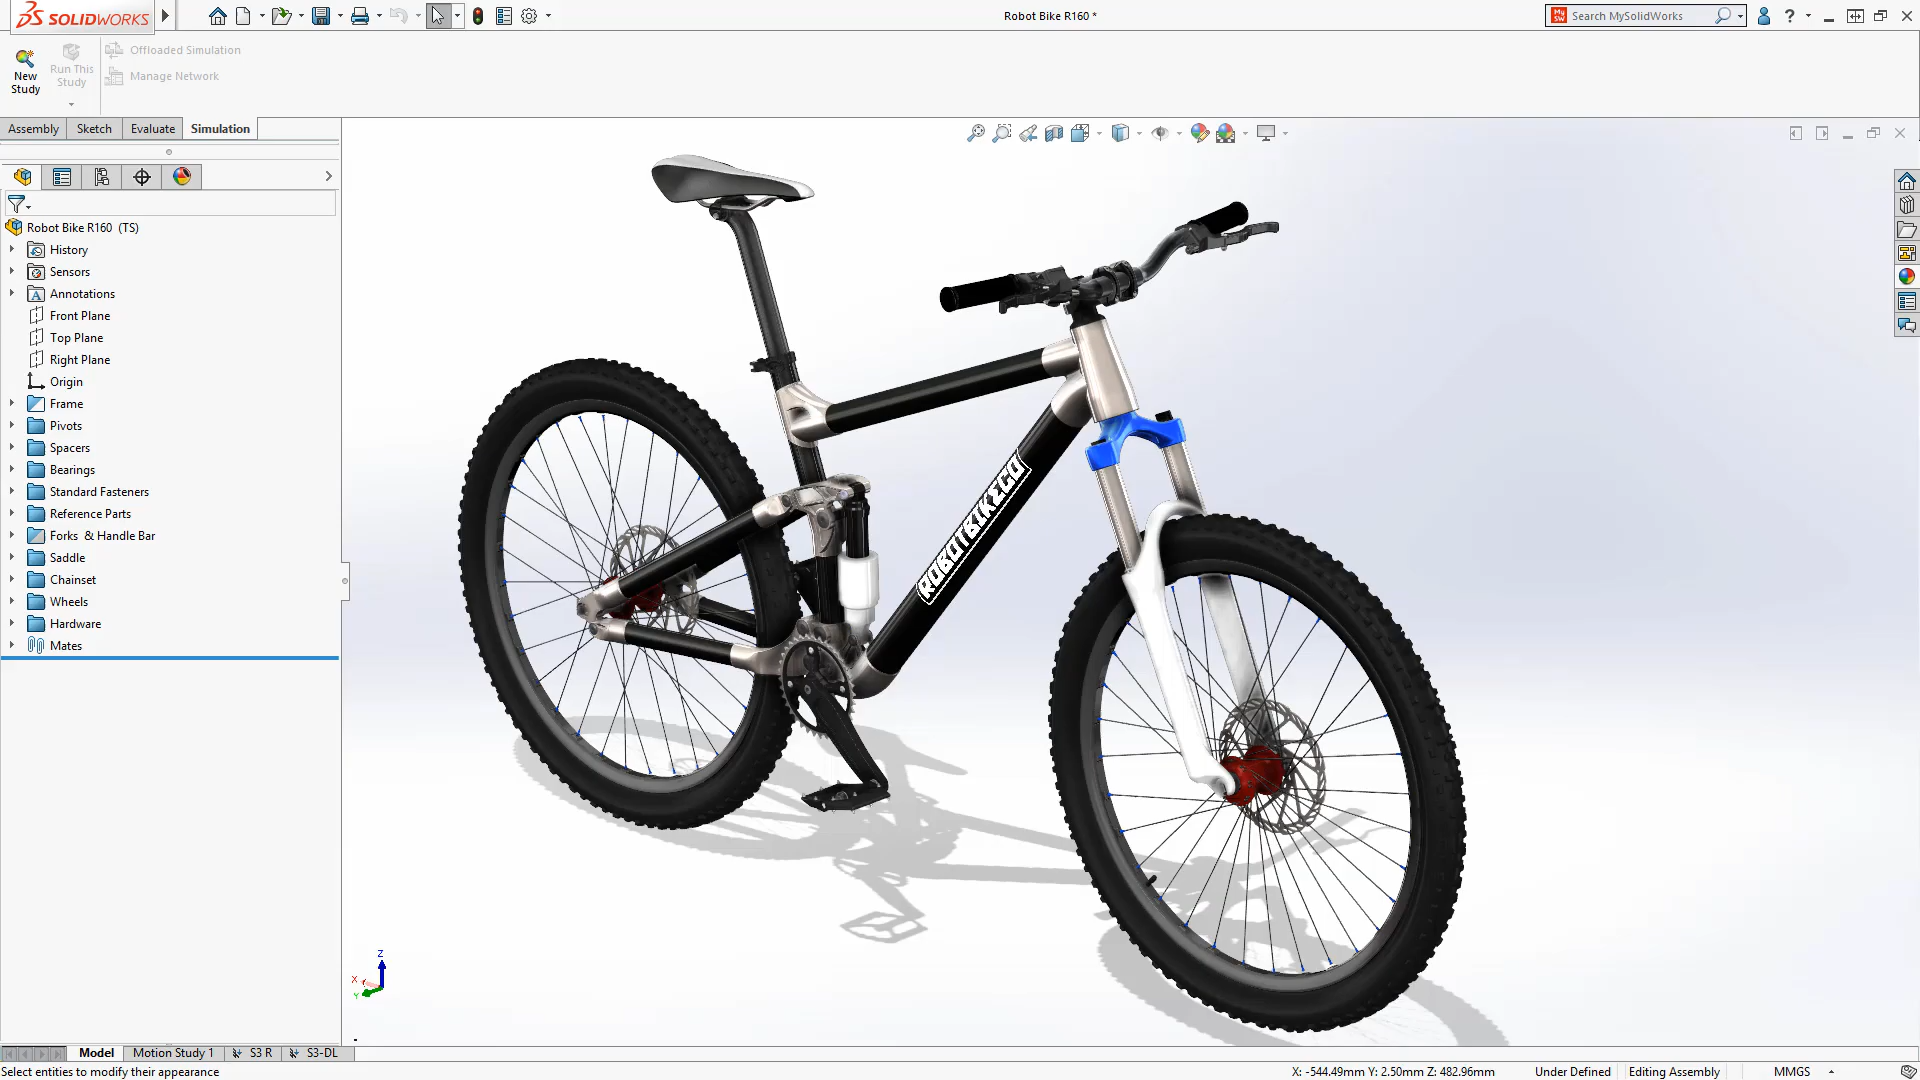 SOLIDWORKS
Robot Bike R160 *
Search MySolidWorks
New Study
Run This Study
Offloaded Simulation
Manage Network
Assembly
Sketch
Evaluate
Simulation
Robot Bike R160 (TS)
History
Sensors
Annotations
Front Plane
Top Plane
Right Plane
Origin
Frame
Pivots
Spacers
Bearings
Standard Fasteners
Reference Parts
Forks & Handle Bar
Saddle
Chainset
Wheels
Hardware
Mates
ROBOTBIKECO
Z
X
Y
Model
Motion Study 1
S3 R
S3-DL
Select entities to modify their appearance
X: -544.49mm Y: 2.50mm Z: 482.96mm
Under Defined
Editing Assembly
MMGS